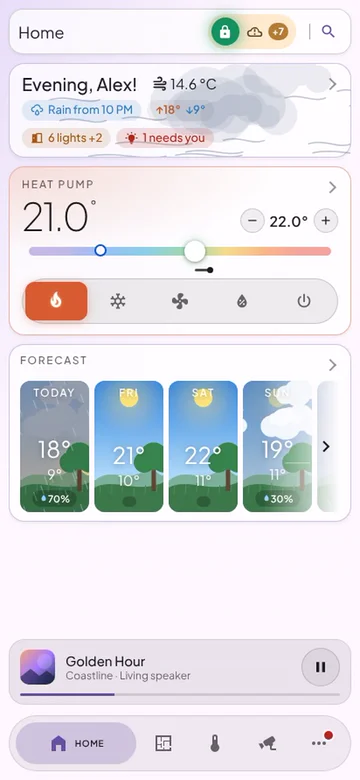 Home
+7
Evening, Alex! 14.6 °C
Rain from 10 PM ↑18° ↓9°
6 lights +2 1 needs you
HEAT PUMP
21.0°
− 22.0° +
FORECAST
TODAY FRI SAT SUN
18° 21° 22° 19°
9° 10° 11° 11°
70% 30%
Golden Hour
Coastline · Living speaker
HOME